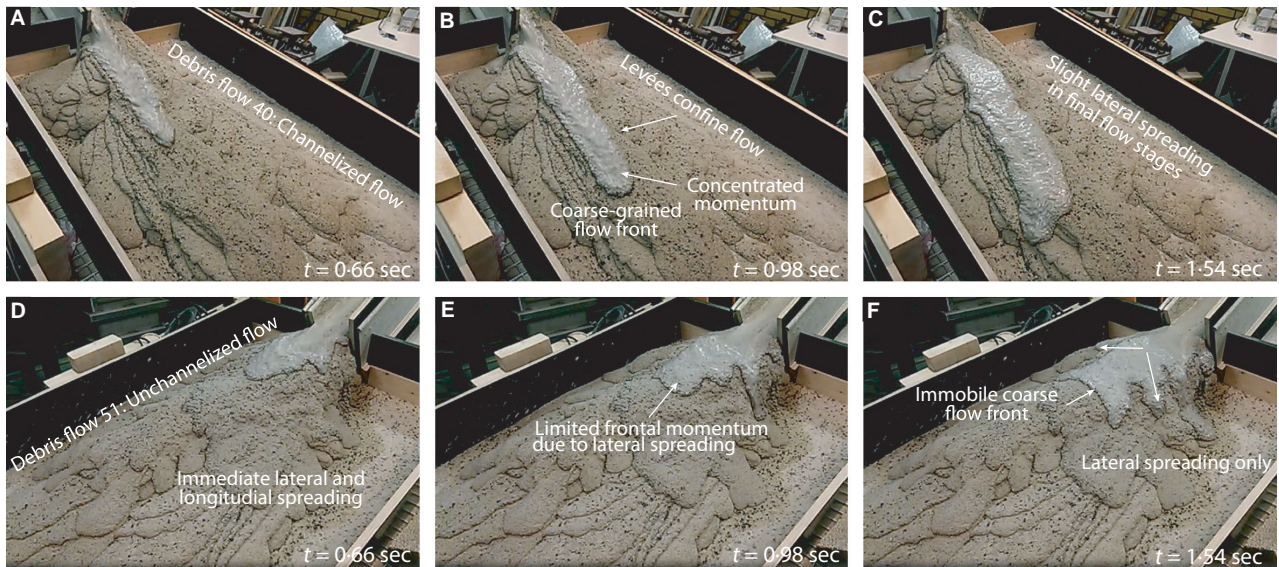 A
Debris flow 40: Channelized flow
t = 0·66 sec
B
Levées confine flow
Concentrated
momentum
Coarse-grained
flow front
t = 0·98 sec
C
Slight lateral spreading
in final flow stages
t = 1·54 sec
D
Debris flow 51: Unchannelized flow
Immediate lateral and
longitudial spreading
t = 0·66 sec
E
Limited frontal momentum
due to lateral spreading
t = 0·98 sec
F
Immobile coarse
flow front
Lateral spreading only
t = 1·54 sec